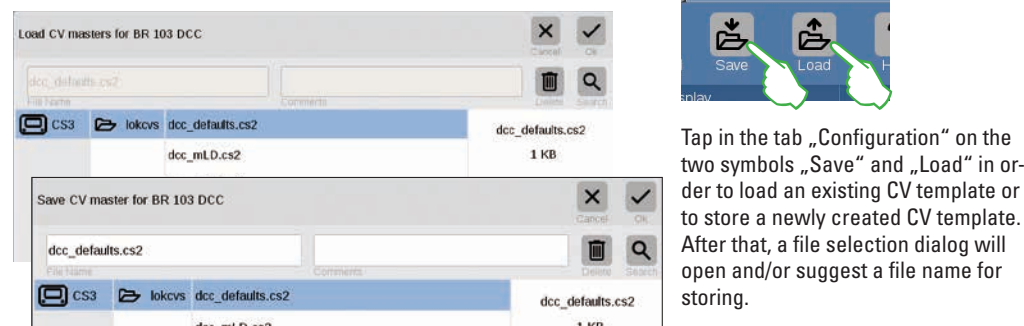 Load CV masters for BR 103 DCC
Cancel
Ok
dcc_defaults.cs2
File Name
Comments
Delete
Search
CS3
lokcvs
dcc_defaults.cs2
dcc_defaults.cs2
dcc_mLD.cs2
1 KB
Save CV master for BR 103 DCC
Cancel
Ok
dcc_defaults.cs2
File Name
Comments
Delete
Search
CS3
lokcvs
dcc_defaults.cs2
dcc_defaults.cs2
Save
Load
Tap in the tab „Configuration“ on the
two symbols „Save“ and „Load“ in or-
der to load an existing CV template or
to store a newly created CV template.
After that, a file selection dialog will
open and/or suggest a file name for
storing.